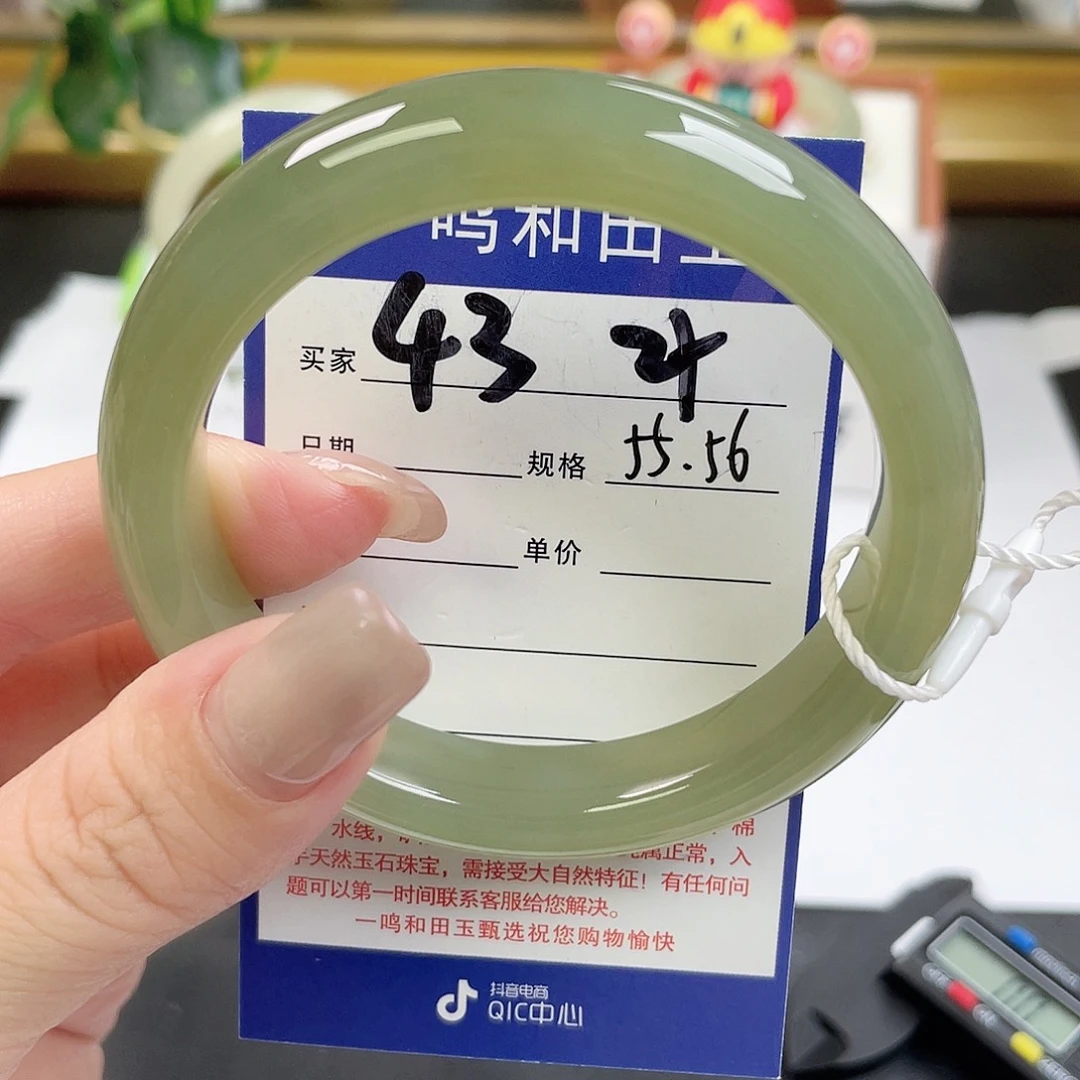 鸣和田玉
买家 43
日期 规格 55.56
单价
水线,
棉
天然玉石珠宝,需接受大自然特征!有任何问
题可以第一时间联系客服给您解决。
一鸣和田玉甄选祝您购物愉快
抖音电商
QIC中心